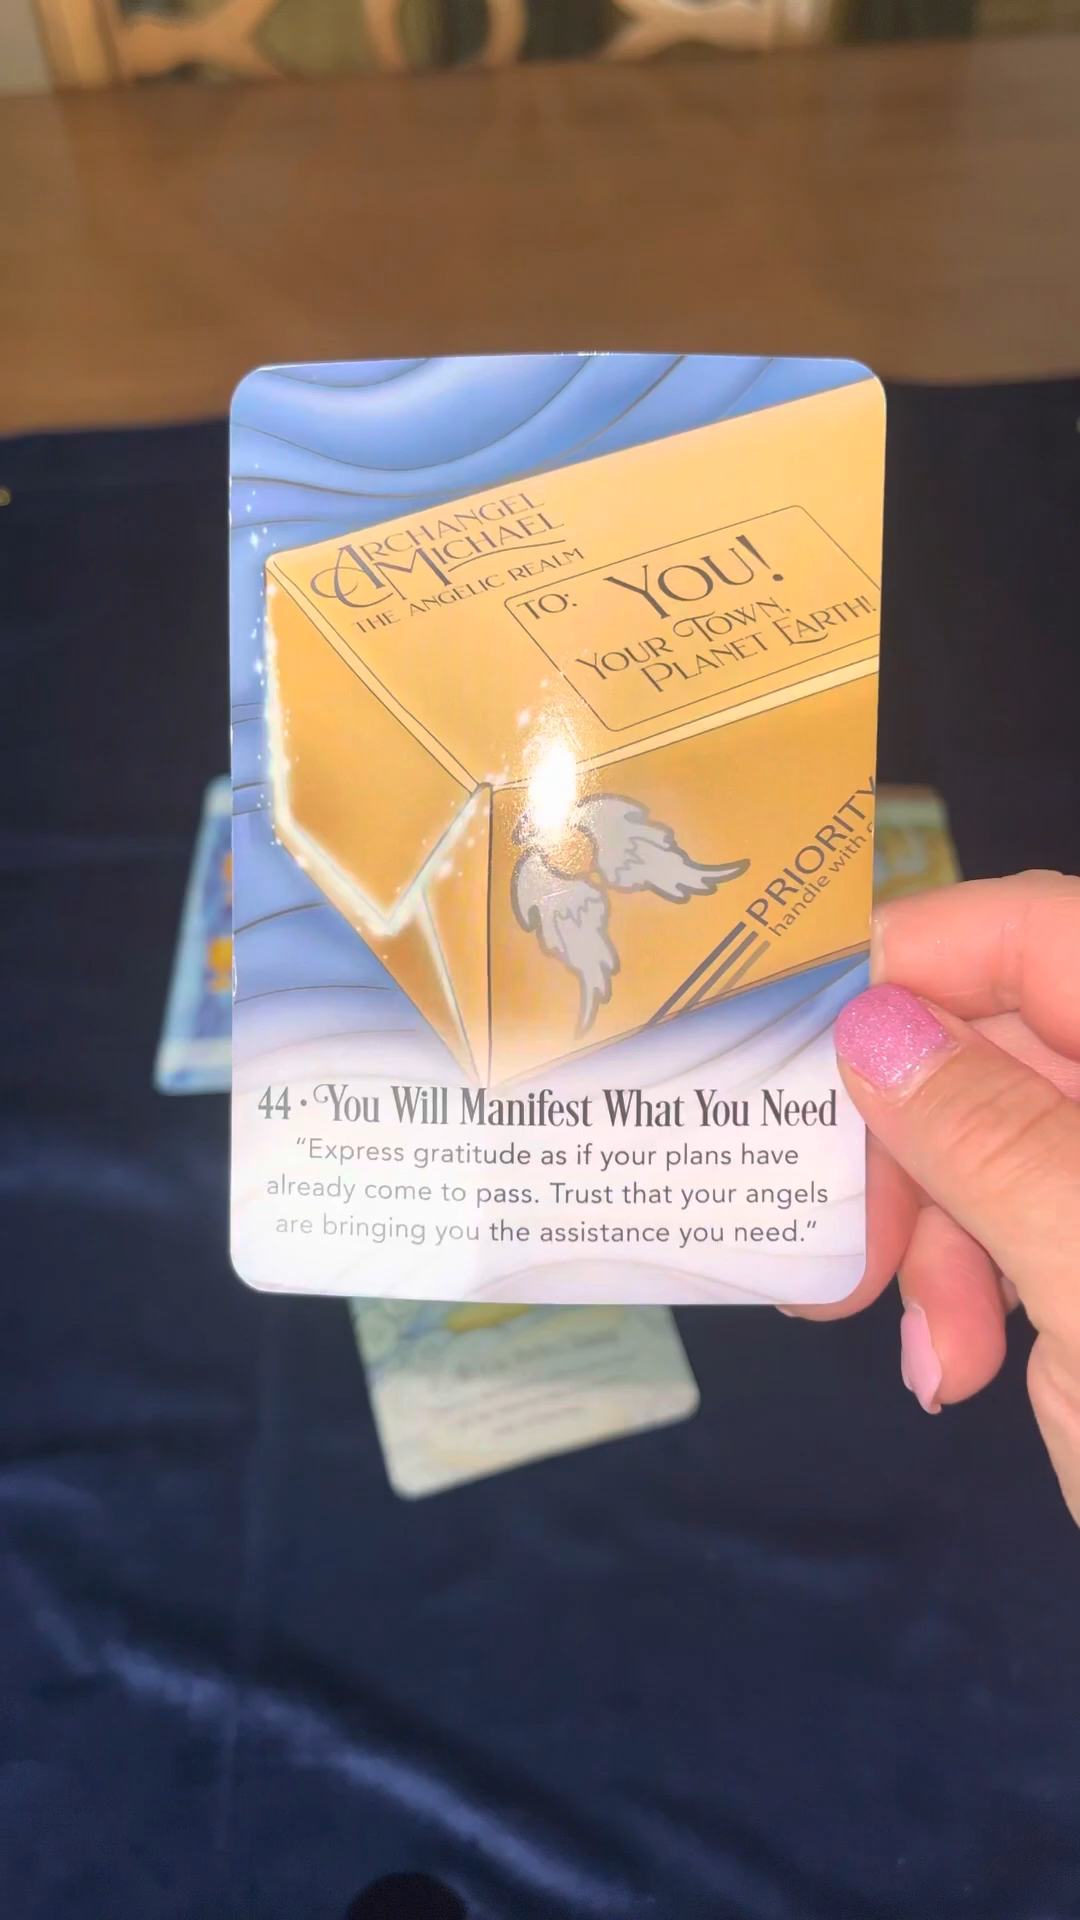 ARCHANGEL
MICHAEL
THE ANGELIC REALM
TO: YOU!
YOUR TOWN,
PLANET EARTH!
PRIORITY
handle with
44 • You Will Manifest What You Need
“Express gratitude as if your plans have
already come to pass. Trust that your angels
are bringing you the assistance you need.”